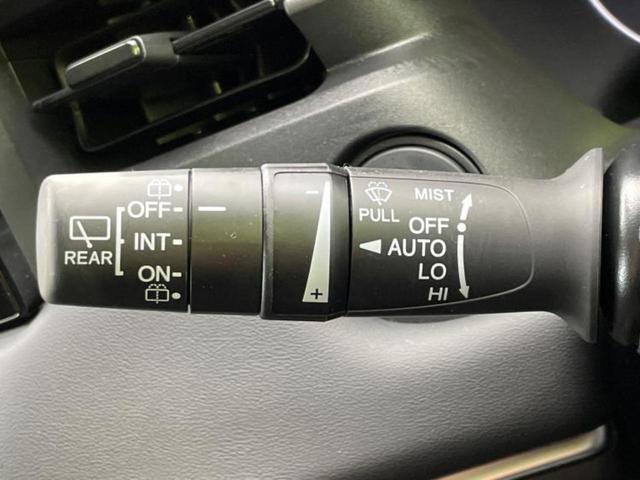 REAR
OFF
INT
ON
-
+
PULL
MIST
OFF
AUTO
LO
HI